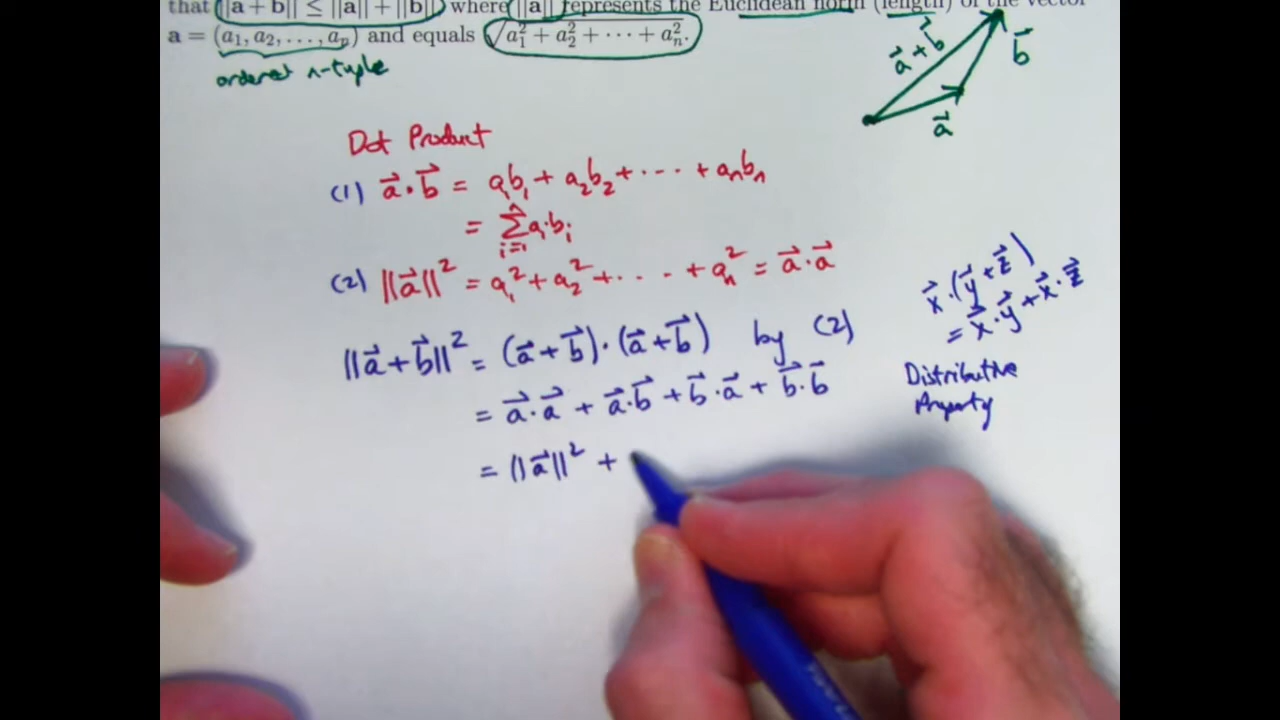 that ||a + b|| ≤ ||a|| + ||b|| where ||a|| represents the Euclidean norm (length) of the vector
a = (a₁, a₂, …, aₙ) and equals √(a₁² + a₂² + ⋯ + aₙ²).
ordered n-tuple
a⃗ + b⃗
b⃗
a⃗
Dot Product
(1) a⃗·b⃗ = a₁b₁ + a₂b₂ + ⋯ + aₙbₙ
= ∑ᵢ₌₁ⁿ aᵢbᵢ
(2) ||a⃗||² = a₁² + a₂² + ⋯ + aₙ² = a⃗·a⃗
||a⃗ + b⃗||² = (a⃗ + b⃗)·(a⃗ + b⃗) by (2)
= a⃗·a⃗ + a⃗·b⃗ + b⃗·a⃗ + b⃗·b⃗
= ||a⃗||² +
x⃗·(y⃗ + z⃗)
= x⃗·y⃗ + x⃗·z⃗
Distributive
Property